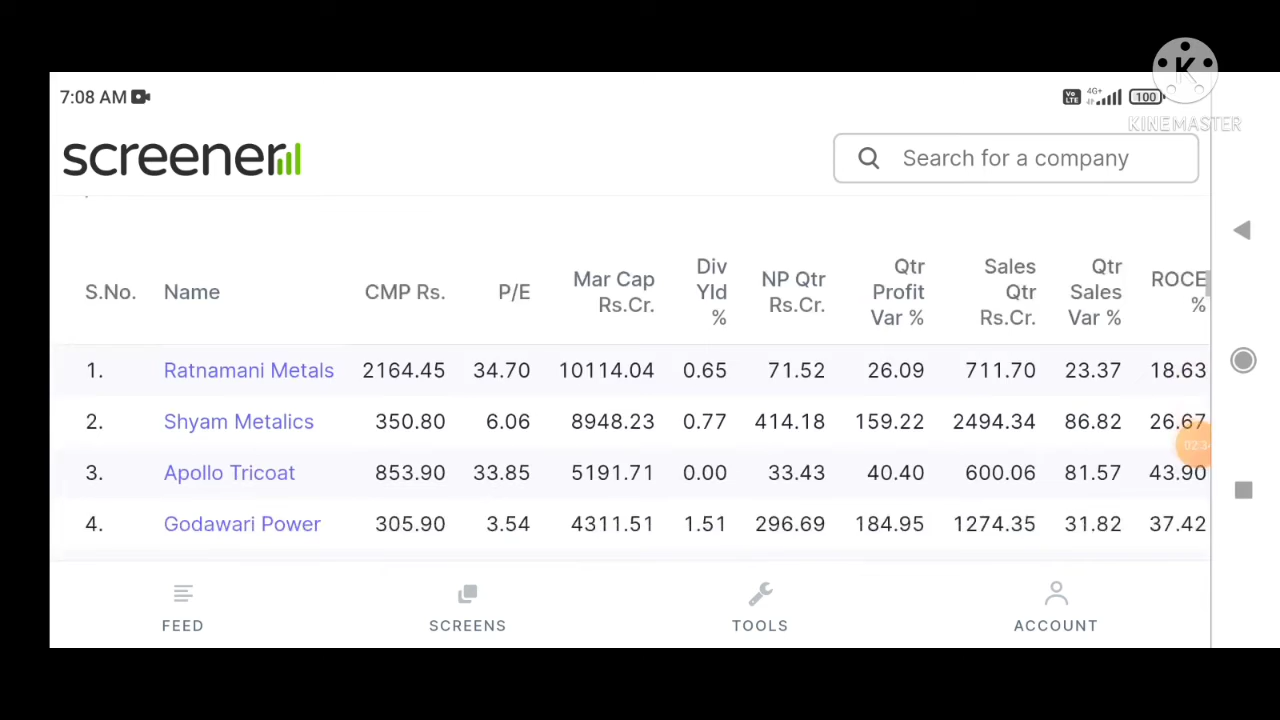 7:08 AM
Vo LTE 4G+ 100
K
KINEMASTER
screener
Search for a company
S.No. Name CMP Rs. P/E Mar Cap Rs.Cr. Div Yld % NP Qtr Rs.Cr. Qtr Profit Var % Sales Qtr Rs.Cr. Qtr Sales Var % ROCE %
1. Ratnamani Metals 2164.45 34.70 10114.04 0.65 71.52 26.09 711.70 23.37 18.63
2. Shyam Metalics 350.80 6.06 8948.23 0.77 414.18 159.22 2494.34 86.82 26.67
3. Apollo Tricoat 853.90 33.85 5191.71 0.00 33.43 40.40 600.06 81.57 43.90
4. Godawari Power 305.90 3.54 4311.51 1.51 296.69 184.95 1274.35 31.82 37.42
FEED SCREENS TOOLS ACCOUNT